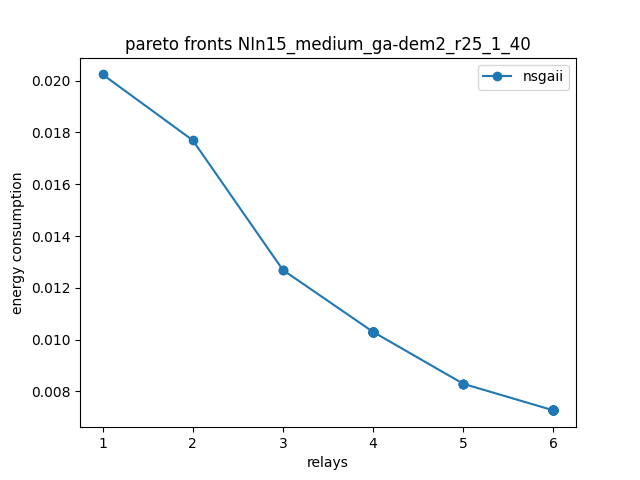 pareto fronts NIn15_medium_ga-dem2_r25_1_40
nsgaii
energy consumption
0.020
0.018
0.016
0.014
0.012
0.010
0.008
1 2 3 4 5 6
relays